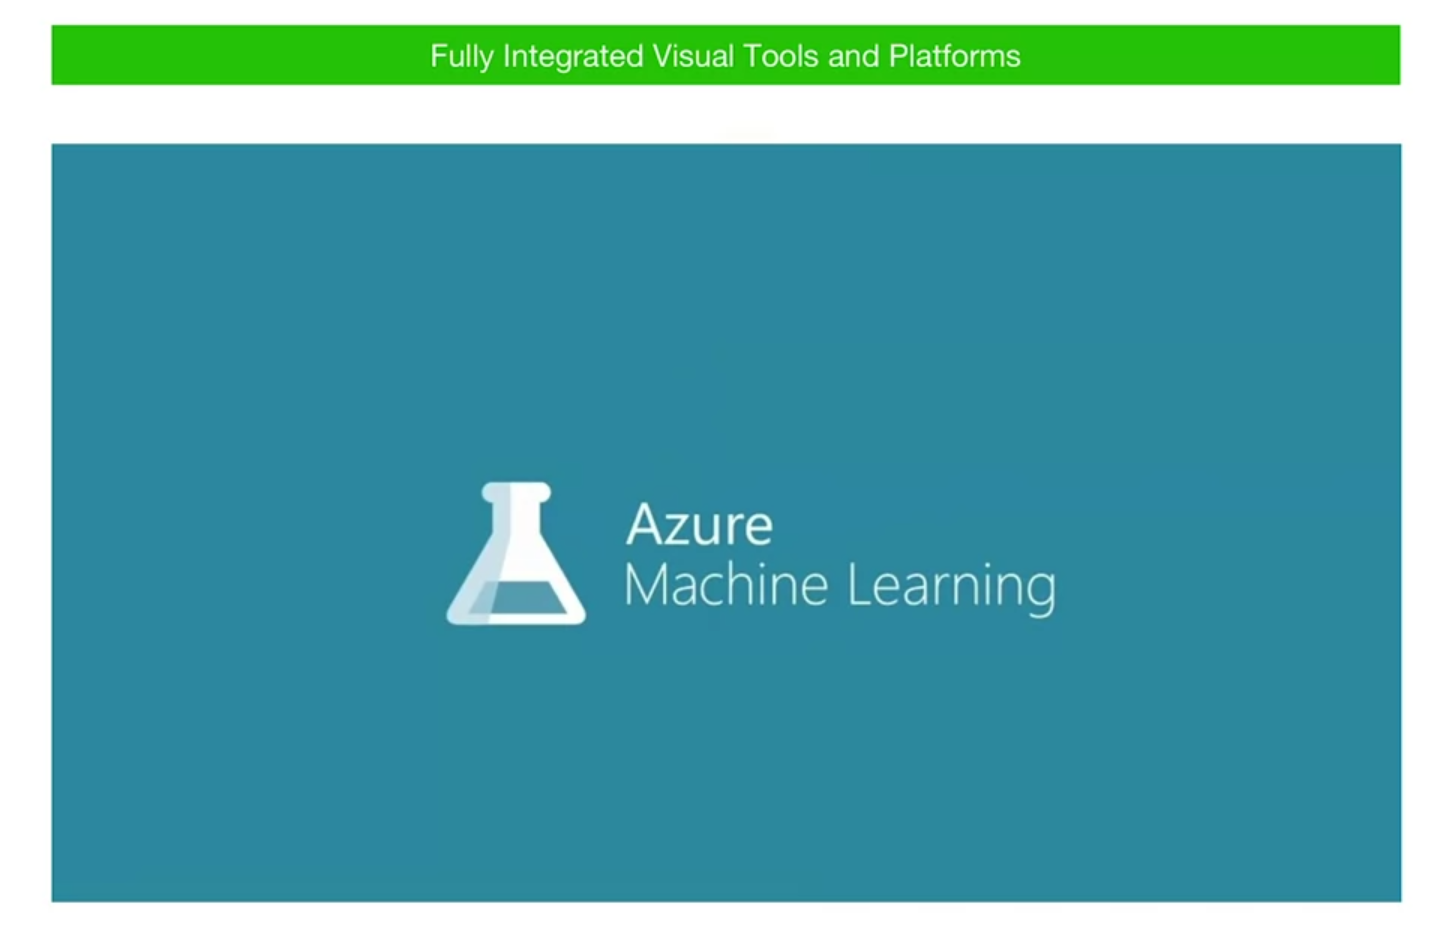 Fully Integrated Visual Tools and Platforms
Azure
Machine Learning